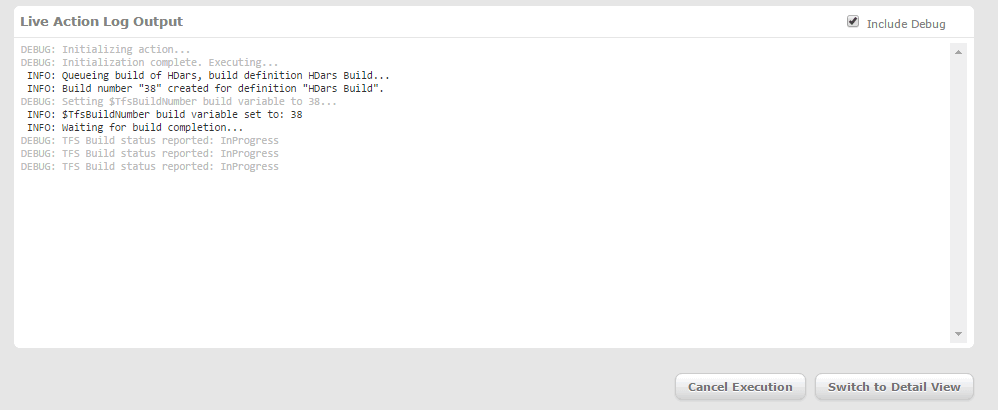 Live Action Log Output
Include Debug
DEBUG: Initializing action...
DEBUG: Initialization complete. Executing...
INFO: Queueing build of HDars, build definition HDars Build...
INFO: Build number "38" created for definition "HDars Build".
DEBUG: Setting $TfsBuildNumber build variable to 38...
INFO: $TfsBuildNumber build variable set to: 38
INFO: Waiting for build completion...
DEBUG: TFS Build status reported: InProgress
DEBUG: TFS Build status reported: InProgress
DEBUG: TFS Build status reported: InProgress
Cancel Execution
Switch to Detail View